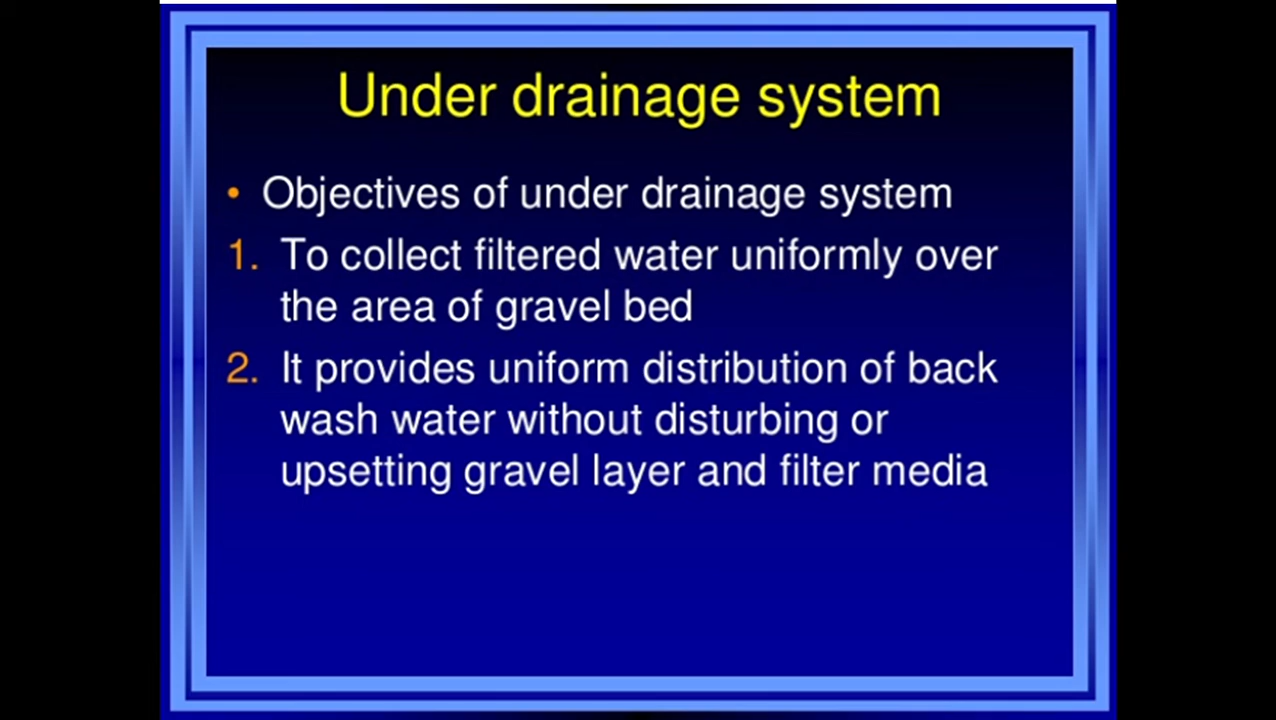 Under drainage system
• Objectives of under drainage system
1. To collect filtered water uniformly over
the area of gravel bed
2. It provides uniform distribution of back
wash water without disturbing or
upsetting gravel layer and filter media